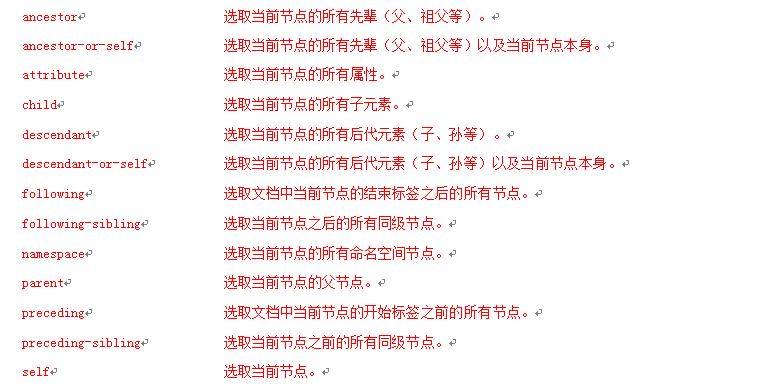 ancestor 选取当前节点的所有先辈（父、祖父等）。
ancestor-or-self 选取当前节点的所有先辈（父、祖父等）以及当前节点本身。
attribute 选取当前节点的所有属性。
child 选取当前节点的所有子元素。
descendant 选取当前节点的所有后代元素（子、孙等）。
descendant-or-self 选取当前节点的所有后代元素（子、孙等）以及当前节点本身。
following 选取文档中当前节点的结束标签之后的所有节点。
following-sibling 选取当前节点之后的所有同级节点。
namespace 选取当前节点的所有命名空间节点。
parent 选取当前节点的父节点。
preceding 选取文档中当前节点的开始标签之前的所有节点。
preceding-sibling 选取当前节点之前的所有同级节点。
self 选取当前节点。